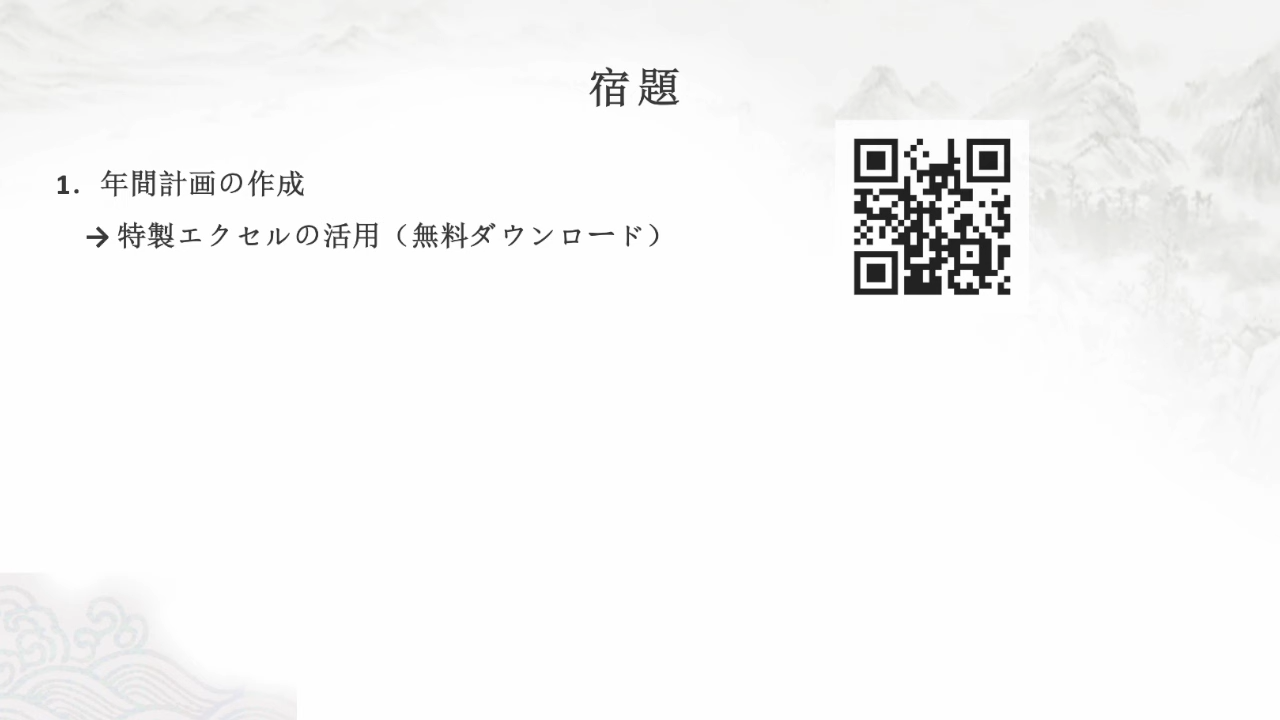 宿題
1. 年間計画の作成
→ 特製エクセルの活用（無料ダウンロード）